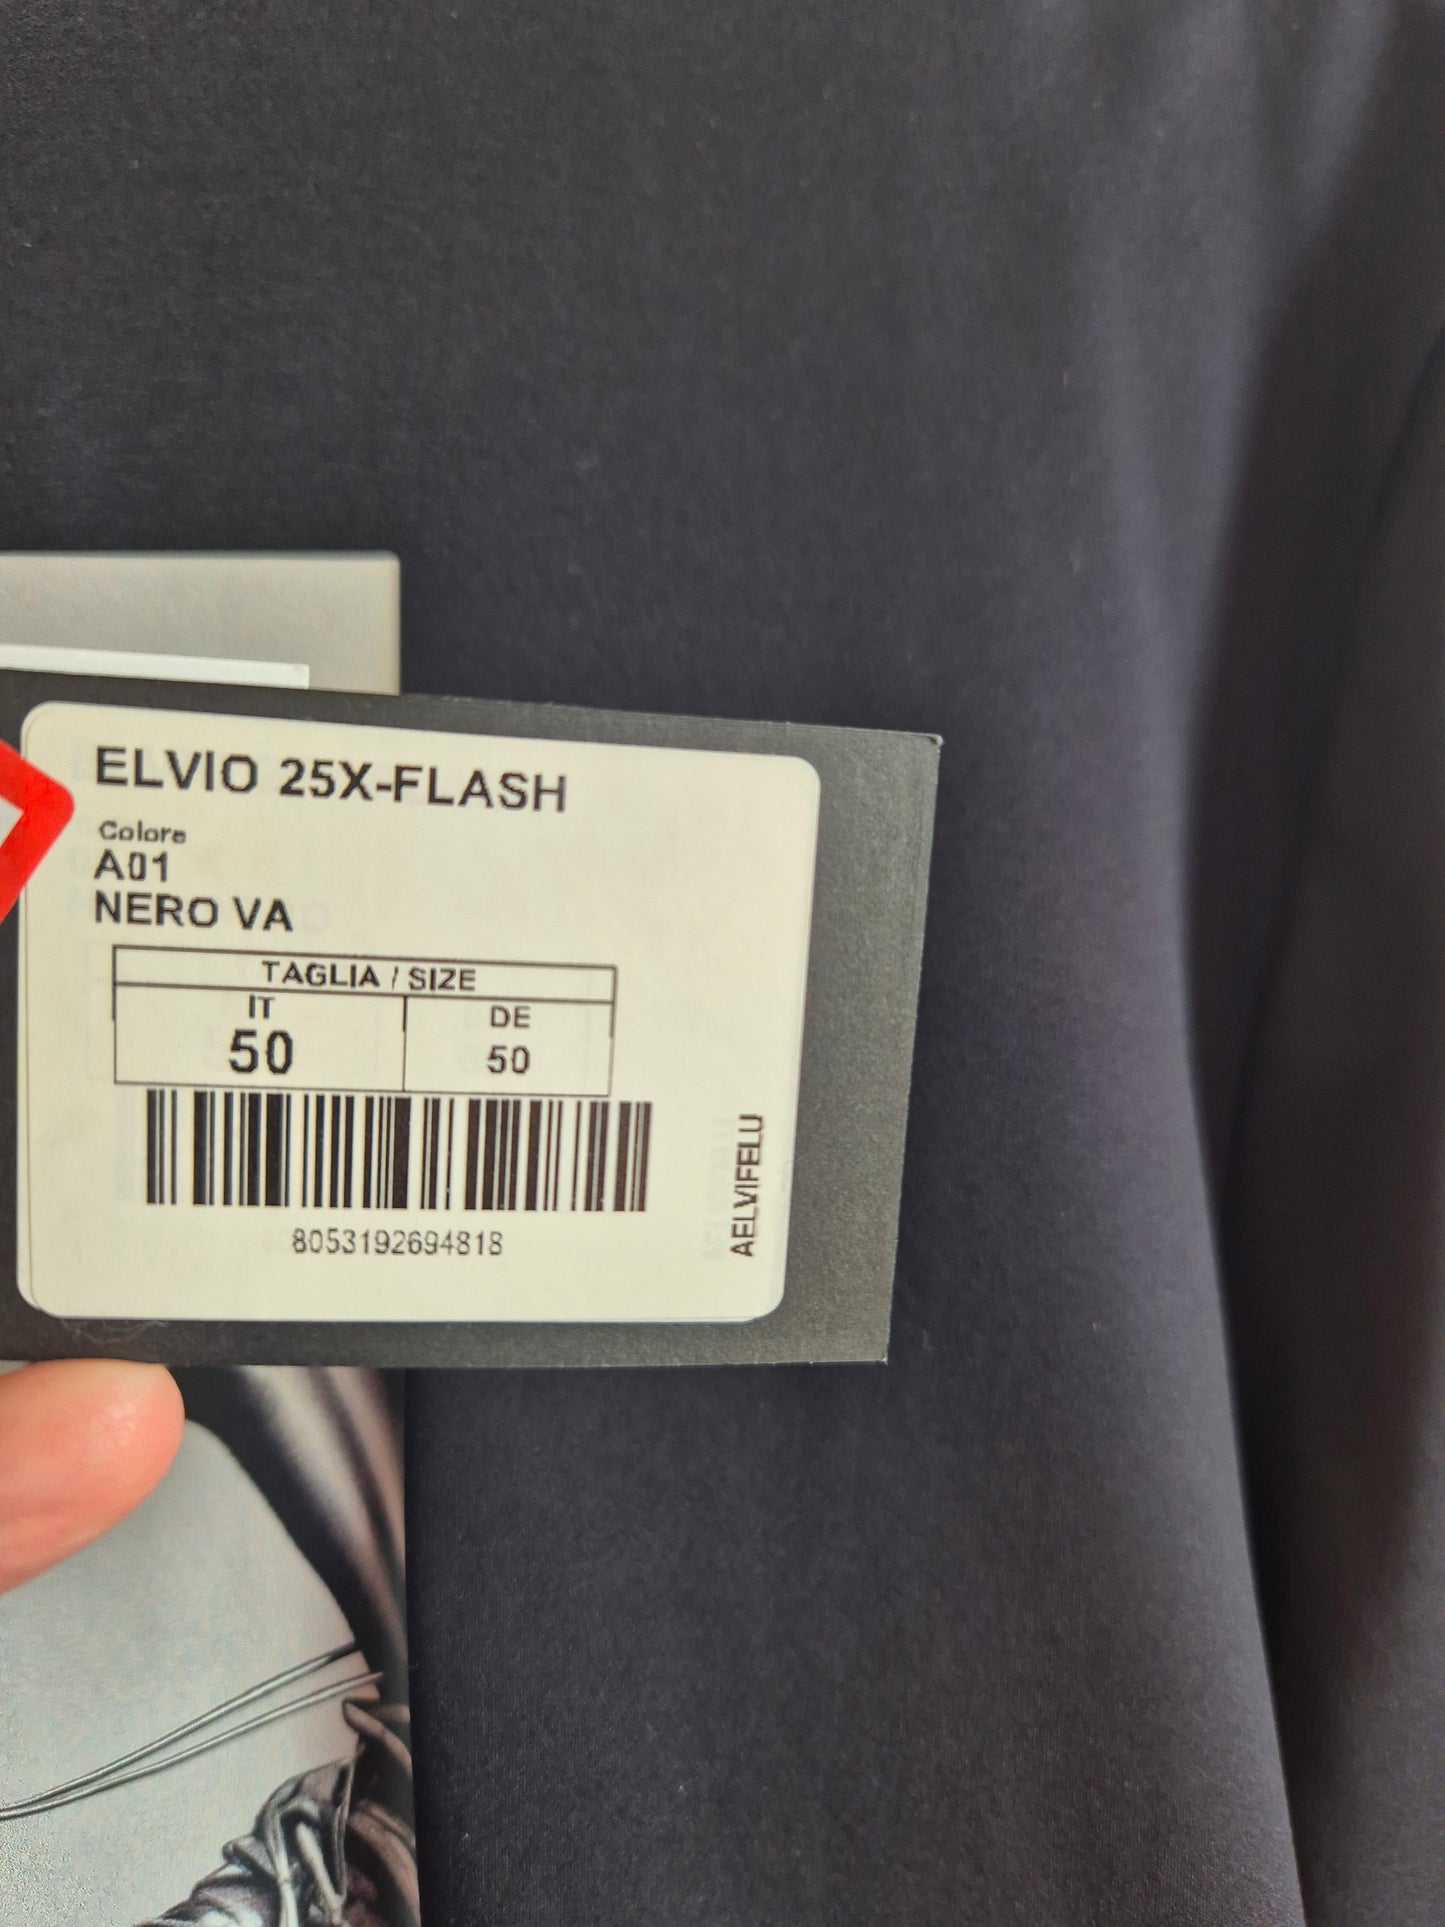 ELVIO 25X-FLASH
Colore
A01
NERO VA
TAGLIA / SIZE
IT
DE
50
50
8053192694818
AELVIFELU